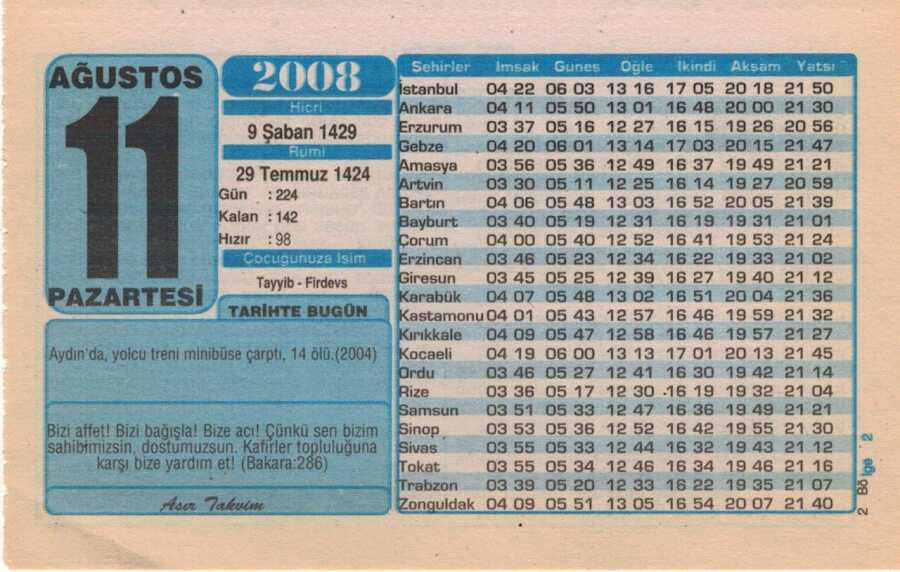 AĞUSTOS
11
PAZARTESİ
2008
Hicri
9 Şaban 1429
Rumi
29 Temmuz 1424
Gün : 224
Kalan : 142
Hızır : 98
Çocuğunuza İsim
Tayyib - Firdevs
TARİHTE BUGÜN
Aydın'da, yolcu treni minibüse çarptı, 14 ölü.(2004)
Bizi affet! Bizi bağışla! Bize acı! Çünkü sen bizim
sahibimizsin, dostumuzsun. Kafirler topluluğuna
karşı bize yardım et! (Bakara:286)
Asır Takvim
Şehirler İmsak Güneş Öğle İkindi Akşam Yatsı
İstanbul 04 22 06 03 13 16 17 05 20 18 21 50
Ankara 04 11 05 50 13 01 16 48 20 00 21 30
Erzurum 03 37 05 16 12 27 16 15 19 26 20 56
Gebze 04 20 06 01 13 14 17 03 20 15 21 47
Amasya 03 56 05 36 12 49 16 37 19 49 21 21
Artvin 03 30 05 11 12 25 16 14 19 27 20 59
Bartın 04 06 05 48 13 03 16 52 20 05 21 39
Bayburt 03 40 05 19 12 31 16 19 19 31 21 01
Çorum 04 00 05 40 12 52 16 41 19 53 21 24
Erzincan 03 46 05 23 12 34 16 22 19 33 21 02
Giresun 03 45 05 25 12 39 16 27 19 40 21 12
Karabük 04 07 05 48 13 02 16 51 20 04 21 36
Kastamonu 04 01 05 43 12 57 16 46 19 59 21 32
Kırıkkale 04 09 05 47 12 58 16 46 19 57 21 27
Kocaeli 04 19 06 00 13 13 17 01 20 13 21 45
Ordu 03 46 05 27 12 41 16 30 19 42 21 14
Rize 03 36 05 17 12 30 16 19 19 32 21 04
Samsun 03 51 05 33 12 47 16 36 19 49 21 21
Sinop 03 53 05 36 12 52 16 42 19 55 21 30
Sivas 03 55 05 33 12 44 16 32 19 43 21 12
Tokat 03 55 05 34 12 46 16 34 19 46 21 16
Trabzon 03 39 05 20 12 33 16 22 19 35 21 07
Zonguldak 04 09 05 51 13 05 16 54 20 07 21 40
2 Bölge 2